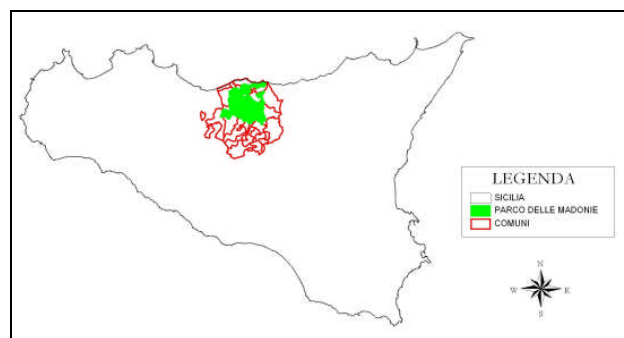 LEGENDA
SICILIA
PARCO DELLE MADONIE
COMUNI
N
W E
S